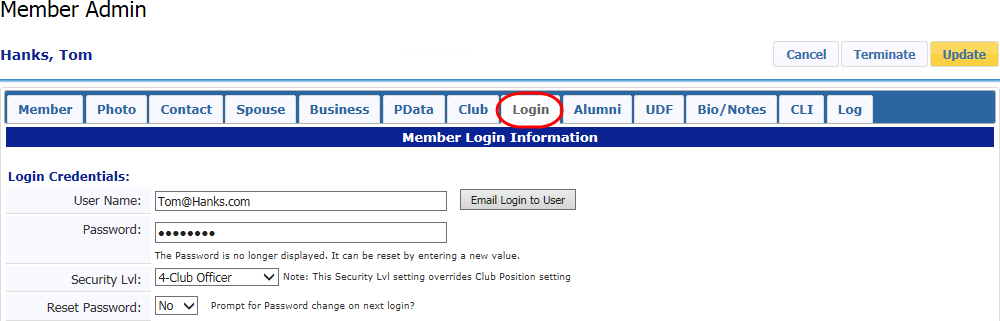 Member Admin
Hanks, Tom
Cancel Terminate Update
Member Photo Contact Spouse Business PData Club Login Alumni UDF Bio/Notes CLI Log
Member Login Information
Login Credentials:
User Name: Tom@Hanks.com Email Login to User
Password: ••••••••
The Password is no longer displayed. It can be reset by entering a new value.
Security Lvl: 4-Club Officer Note: This Security Lvl setting overrides Club Position setting
Reset Password: No Prompt for Password change on next login?